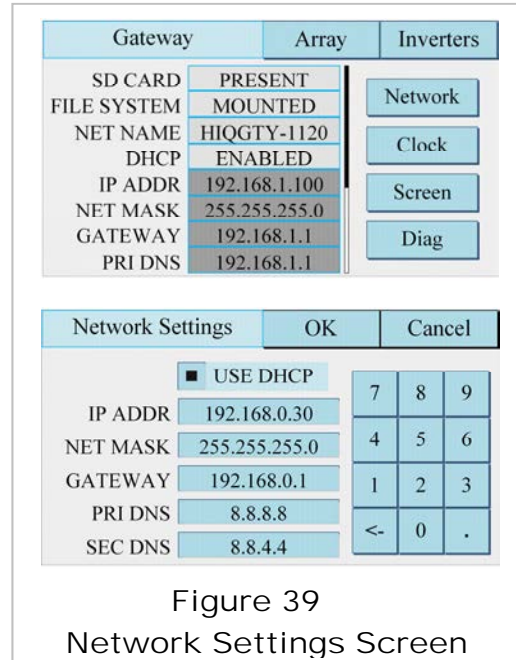 Gateway Array Inverters
SD CARD PRESENT
FILE SYSTEM MOUNTED
NET NAME HIQGTY-1120
DHCP ENABLED
IP ADDR 192.168.1.100
NET MASK 255.255.255.0
GATEWAY 192.168.1.1
PRI DNS 192.168.1.1
Network
Clock
Screen
Diag
Network Settings OK Cancel
USE DHCP
IP ADDR 192.168.0.30
NET MASK 255.255.255.0
GATEWAY 192.168.0.1
PRI DNS 8.8.8.8
SEC DNS 8.8.4.4
7 8 9
4 5 6
1 2 3
<- 0 .
Figure 39
Network Settings Screen